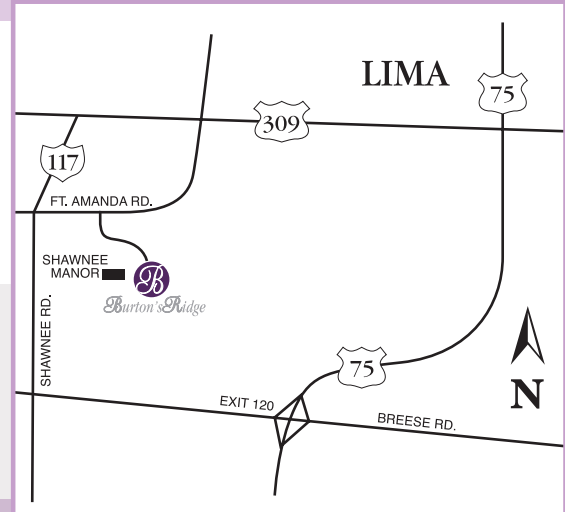 LIMA
75
309
117
FT. AMANDA RD.
SHAWNEE
MANOR
B
Burton's Ridge
SHAWNEE RD.
75
N
EXIT 120
BREESE RD.